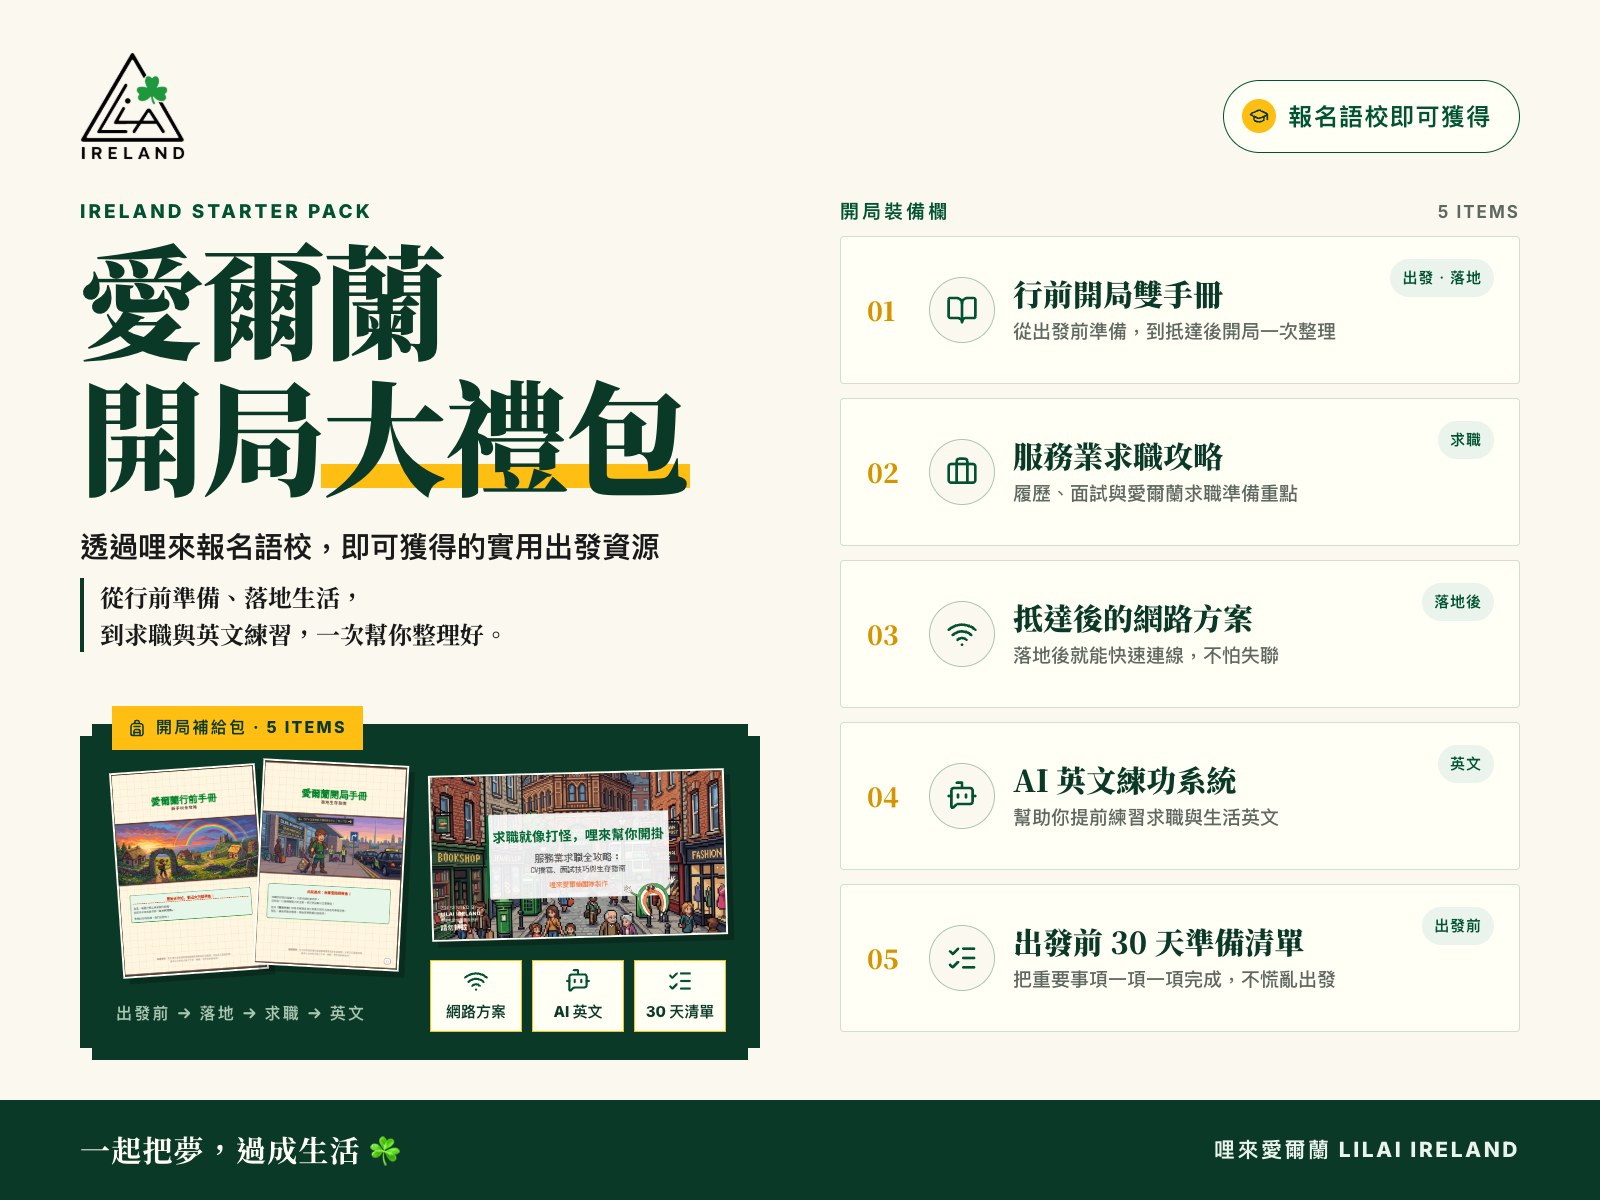 LiLA
IRELAND
報名語校即可獲得
IRELAND STARTER PACK
愛爾蘭
開局大禮包
透過哩來報名語校，即可獲得的實用出發資源
從行前準備、落地生活，
到求職與英文練習，一次幫你整理好。
開局補給包 · 5 ITEMS
愛爾蘭行前手冊
愛爾蘭開局手冊
求職就像打怪，哩來幫你開掛
服務業求職全攻略：
BOOKSHOP
FASHION
LILAI IRELAND
出發前 → 落地 → 求職 → 英文
網路方案
AI 英文
30 天清單
開局裝備欄
5 ITEMS
01
行前開局雙手冊
從出發前準備，到抵達後開局一次整理
出發 · 落地
02
服務業求職攻略
履歷、面試與愛爾蘭求職準備重點
求職
03
抵達後的網路方案
落地後就能快速連線，不怕失聯
落地後
04
AI 英文練功系統
幫助你提前練習求職與生活英文
英文
05
出發前 30 天準備清單
把重要事項一項一項完成，不慌亂出發
出發前
一起把夢，過成生活
哩來愛爾蘭 LILAI IRELAND